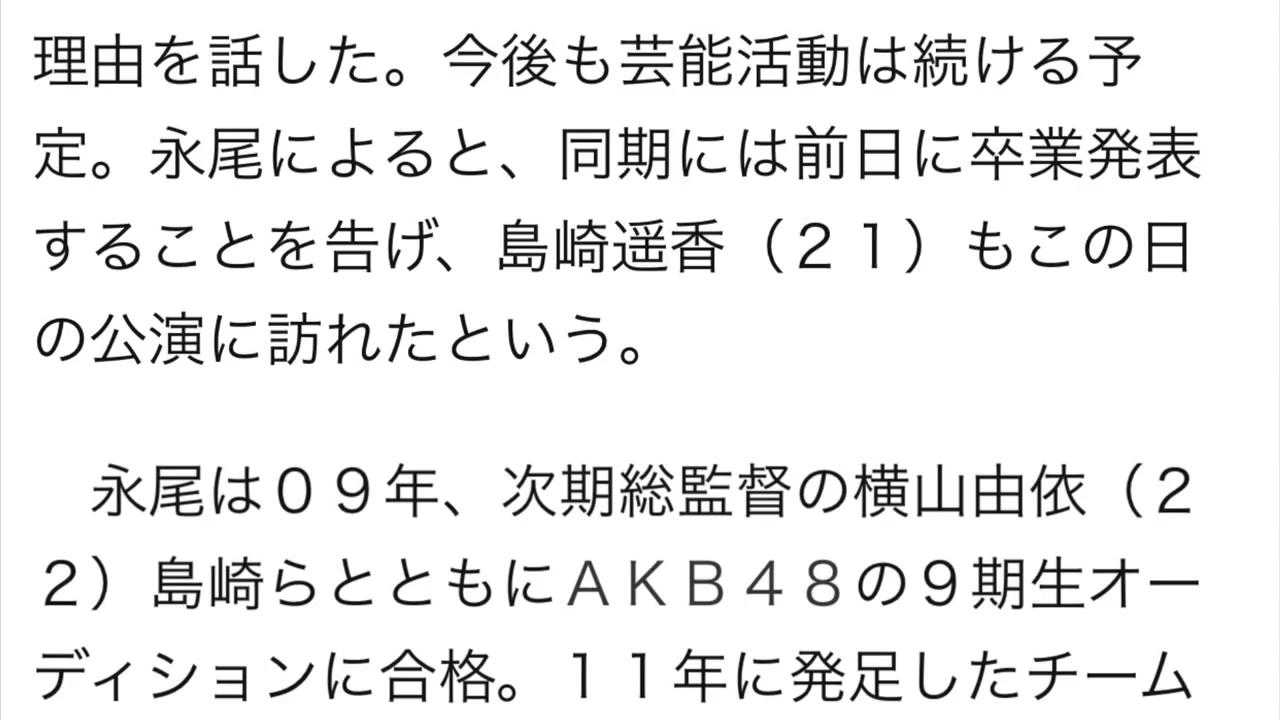 理由を話した。今後も芸能活動は続ける予
定。永尾によると、同期には前日に卒業発表
することを告げ、島崎遥香（２１）もこの日
の公演に訪れたという。
　永尾は０９年、次期総監督の横山由依（２
２）島崎らとともにＡＫＢ４８の９期生オー
ディションに合格。１１年に発足したチーム